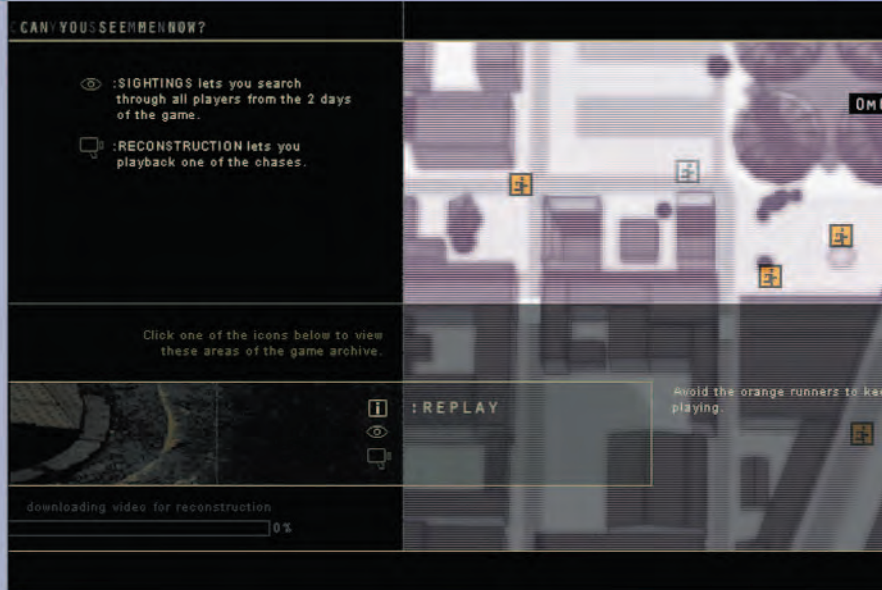 CAN YOU SEE ME NOW?
:SIGHTINGS lets you search
through all players from the 2 days
of the game.
:RECONSTRUCTION lets you
playback one of the chases.
Click one of the icons below to view
these areas of the game archive.
i
:REPLAY
Avoid the orange runners to
playing.
downloading video for reconstruction
0%